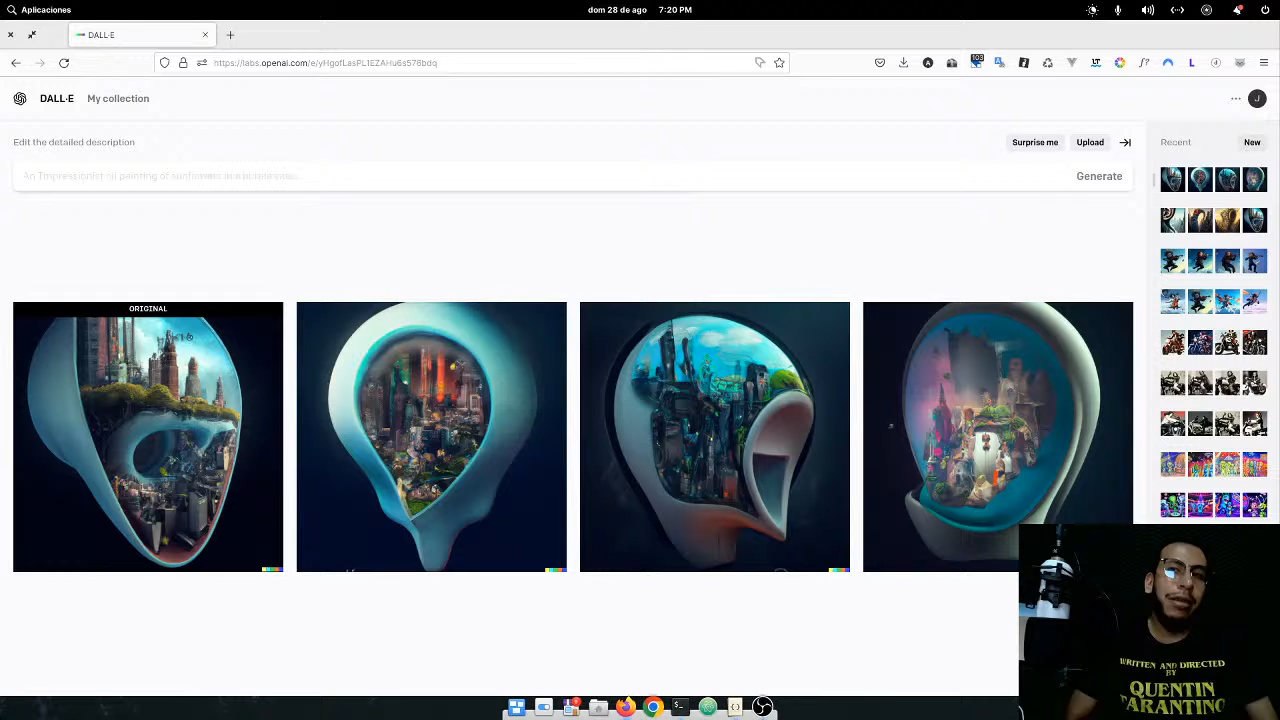 Aplicaciones
dom 28 de ago 7:20 PM
DALL·E
https://labs.openai.com/e/yHgofLasPL1EZAHu6s578bdq
103
DALL·E My collection
J
Edit the detailed description
Surprise me Upload
Recent New
An Impressionist oil painting of sunflowers in a purple vase…
Generate
ORIGINAL
WRITTEN AND DIRECTED
BY
QUENTIN
TARANTINO